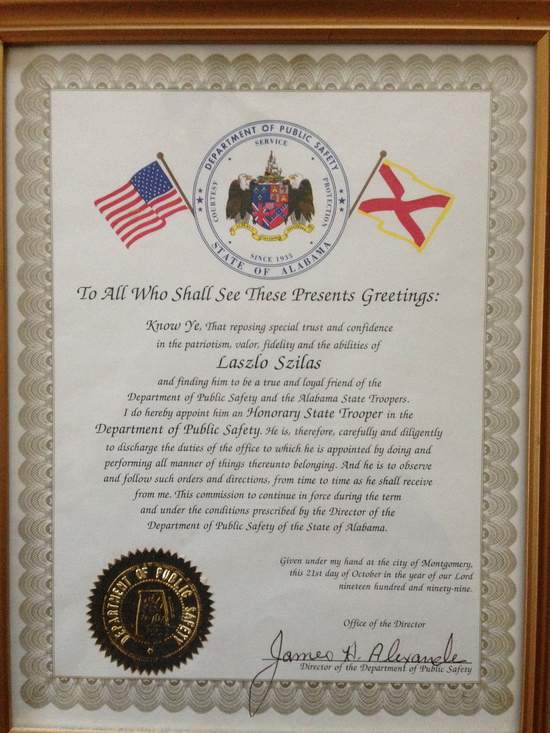 DEPARTMENT OF PUBLIC SAFETY
SERVICE
COURTESY
PROTECTION
SINCE 1935
STATE OF ALABAMA
To All Who Shall See These Presents Greetings:
Know Ye, That reposing special trust and confidence
in the patriotism, valor, fidelity and the abilities of
Laszlo Szilas
and finding him to be a true and loyal friend of the
Department of Public Safety and the Alabama State Troopers.
I do hereby appoint him an Honorary State Trooper in the
Department of Public Safety. He is, therefore, carefully and diligently
to discharge the duties of the office to which he is appointed by doing and
performing all manner of things thereunto belonging. And he is to observe
and follow such orders and directions, from time to time as he shall receive
from me. This commission to continue in force during the term
and under the conditions prescribed by the Director of the
Department of Public Safety of the State of Alabama.
Given under my hand at the city of Montgomery,
this 21st day of October in the year of our Lord
nineteen hundred and ninety-nine.
Office of the Director
James H. Alexander
Director of the Department of Public Safety
DEPARTMENT OF PUBLIC SAFETY